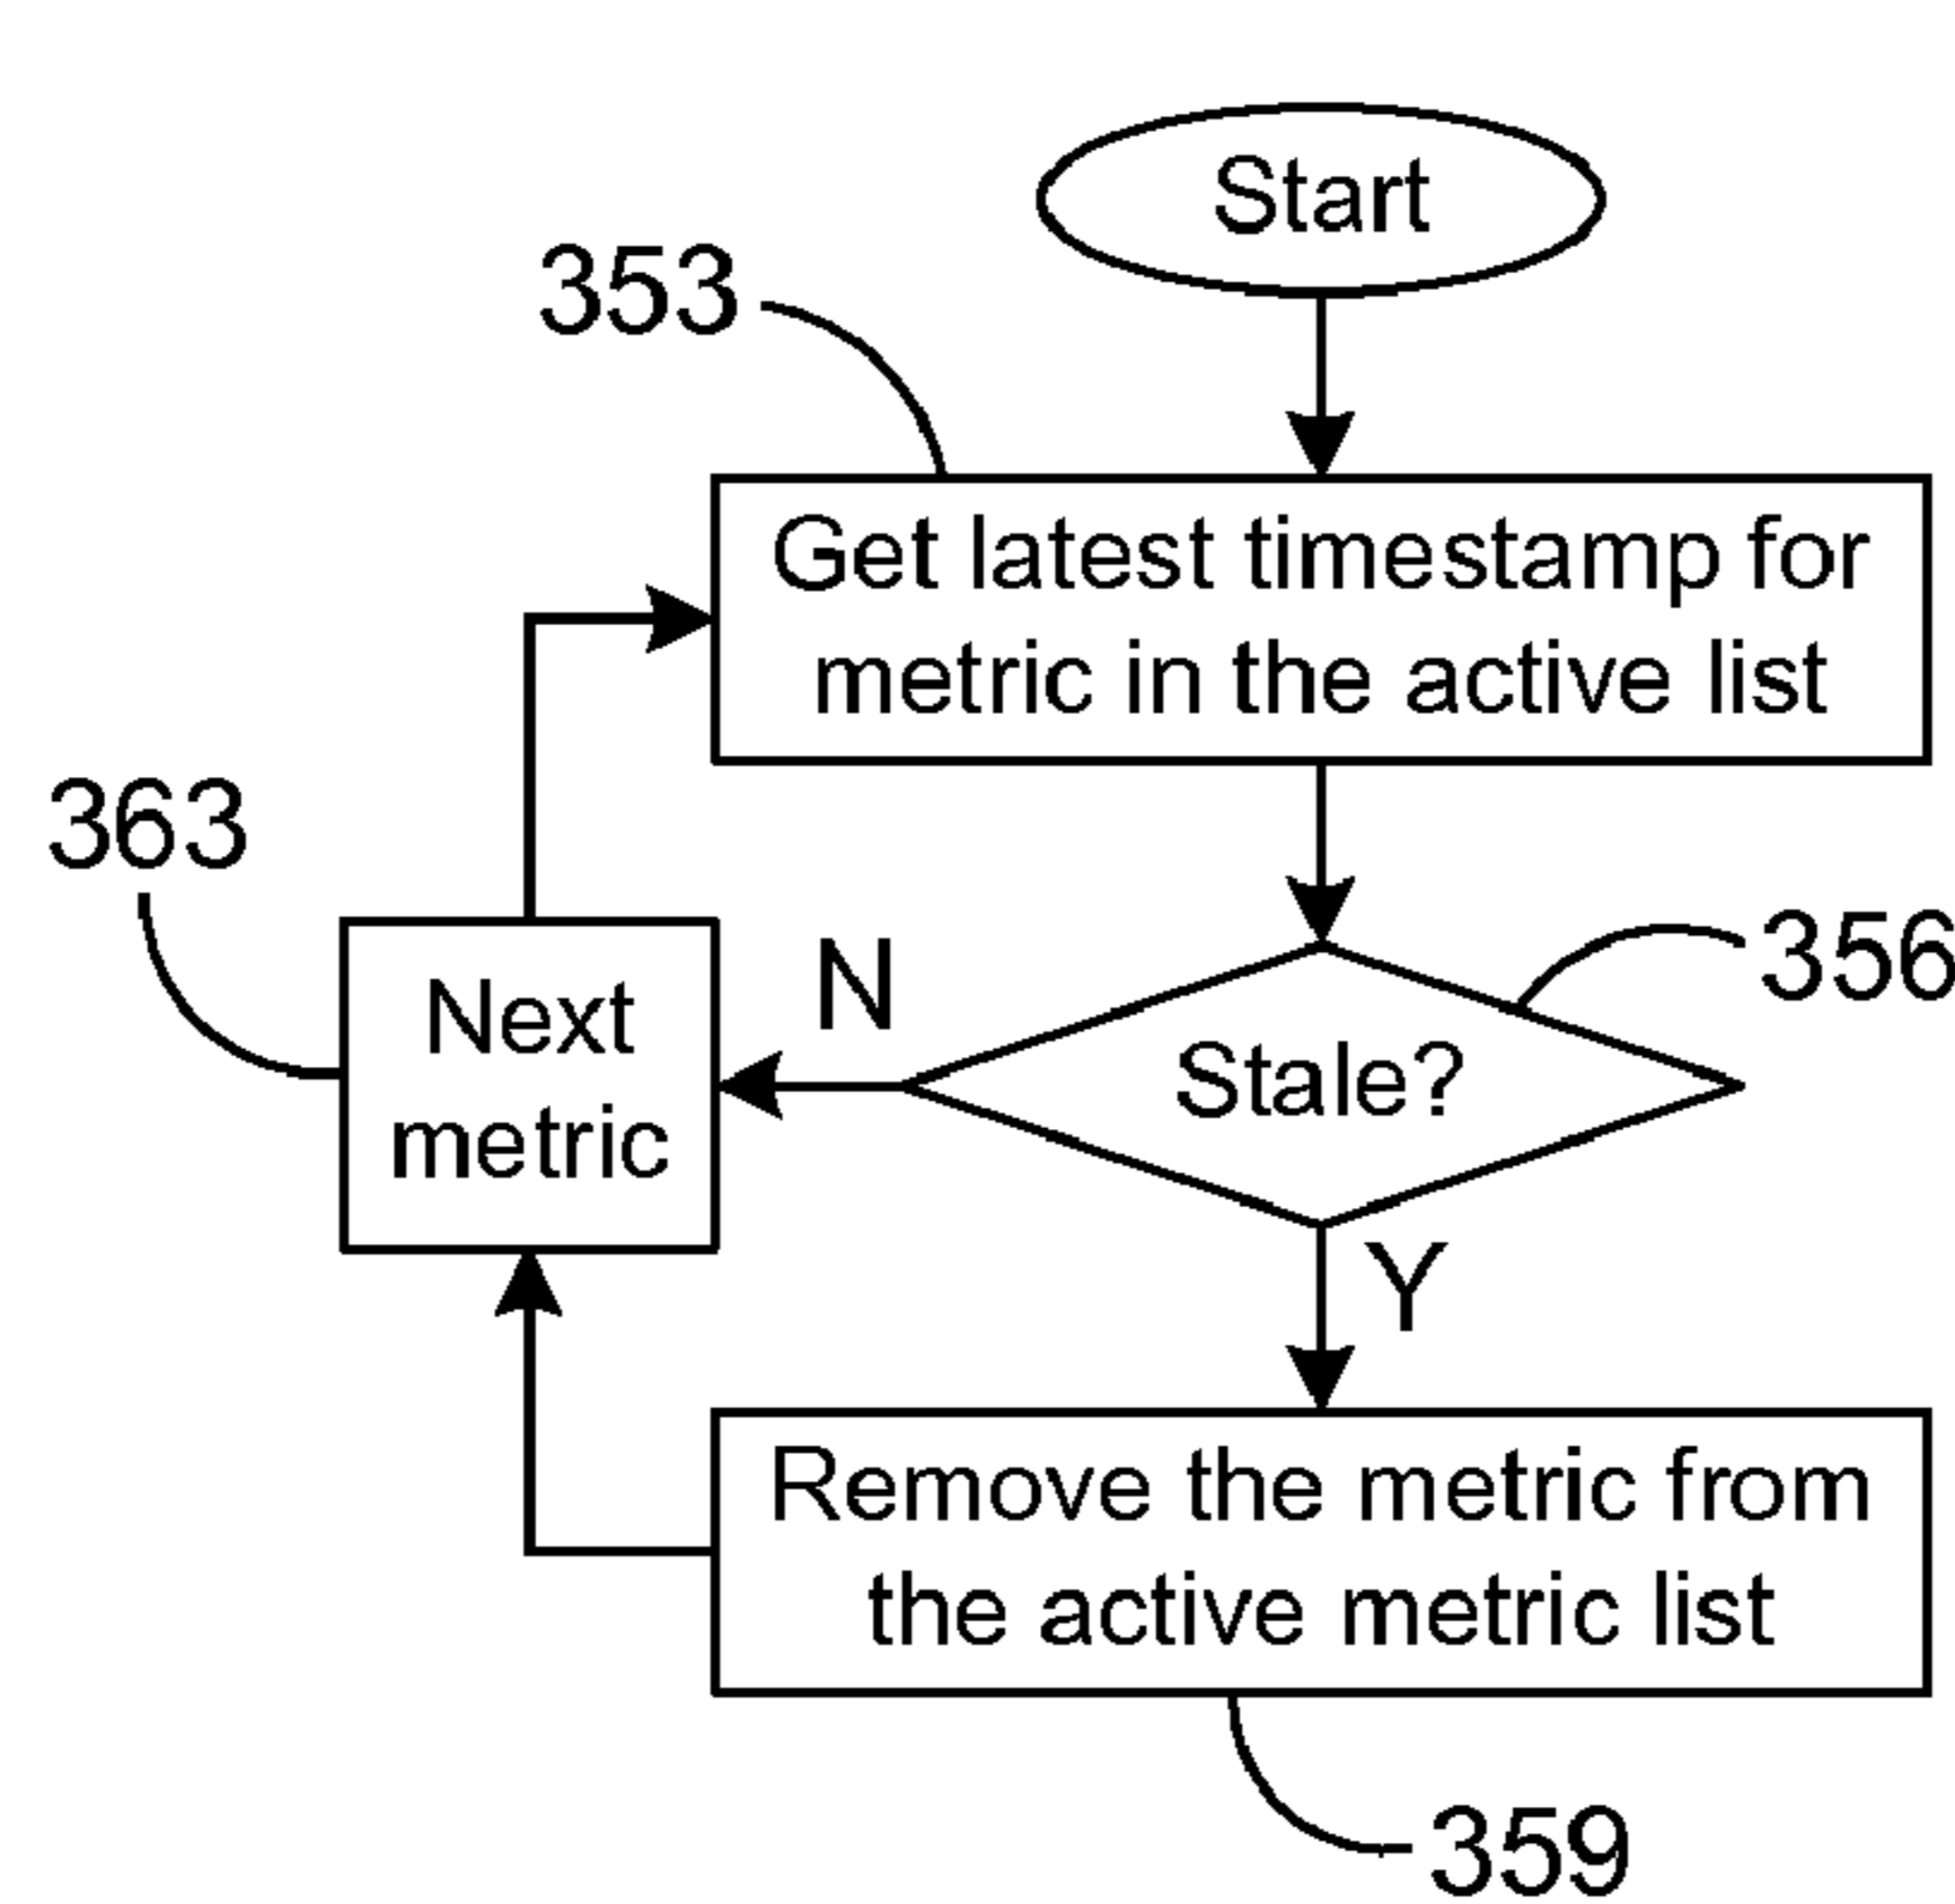 Start
353
Get latest timestamp for
metric in the active list
363
356
N
Next
metric
Stale?
Y
Remove the metric from
the active metric list
359